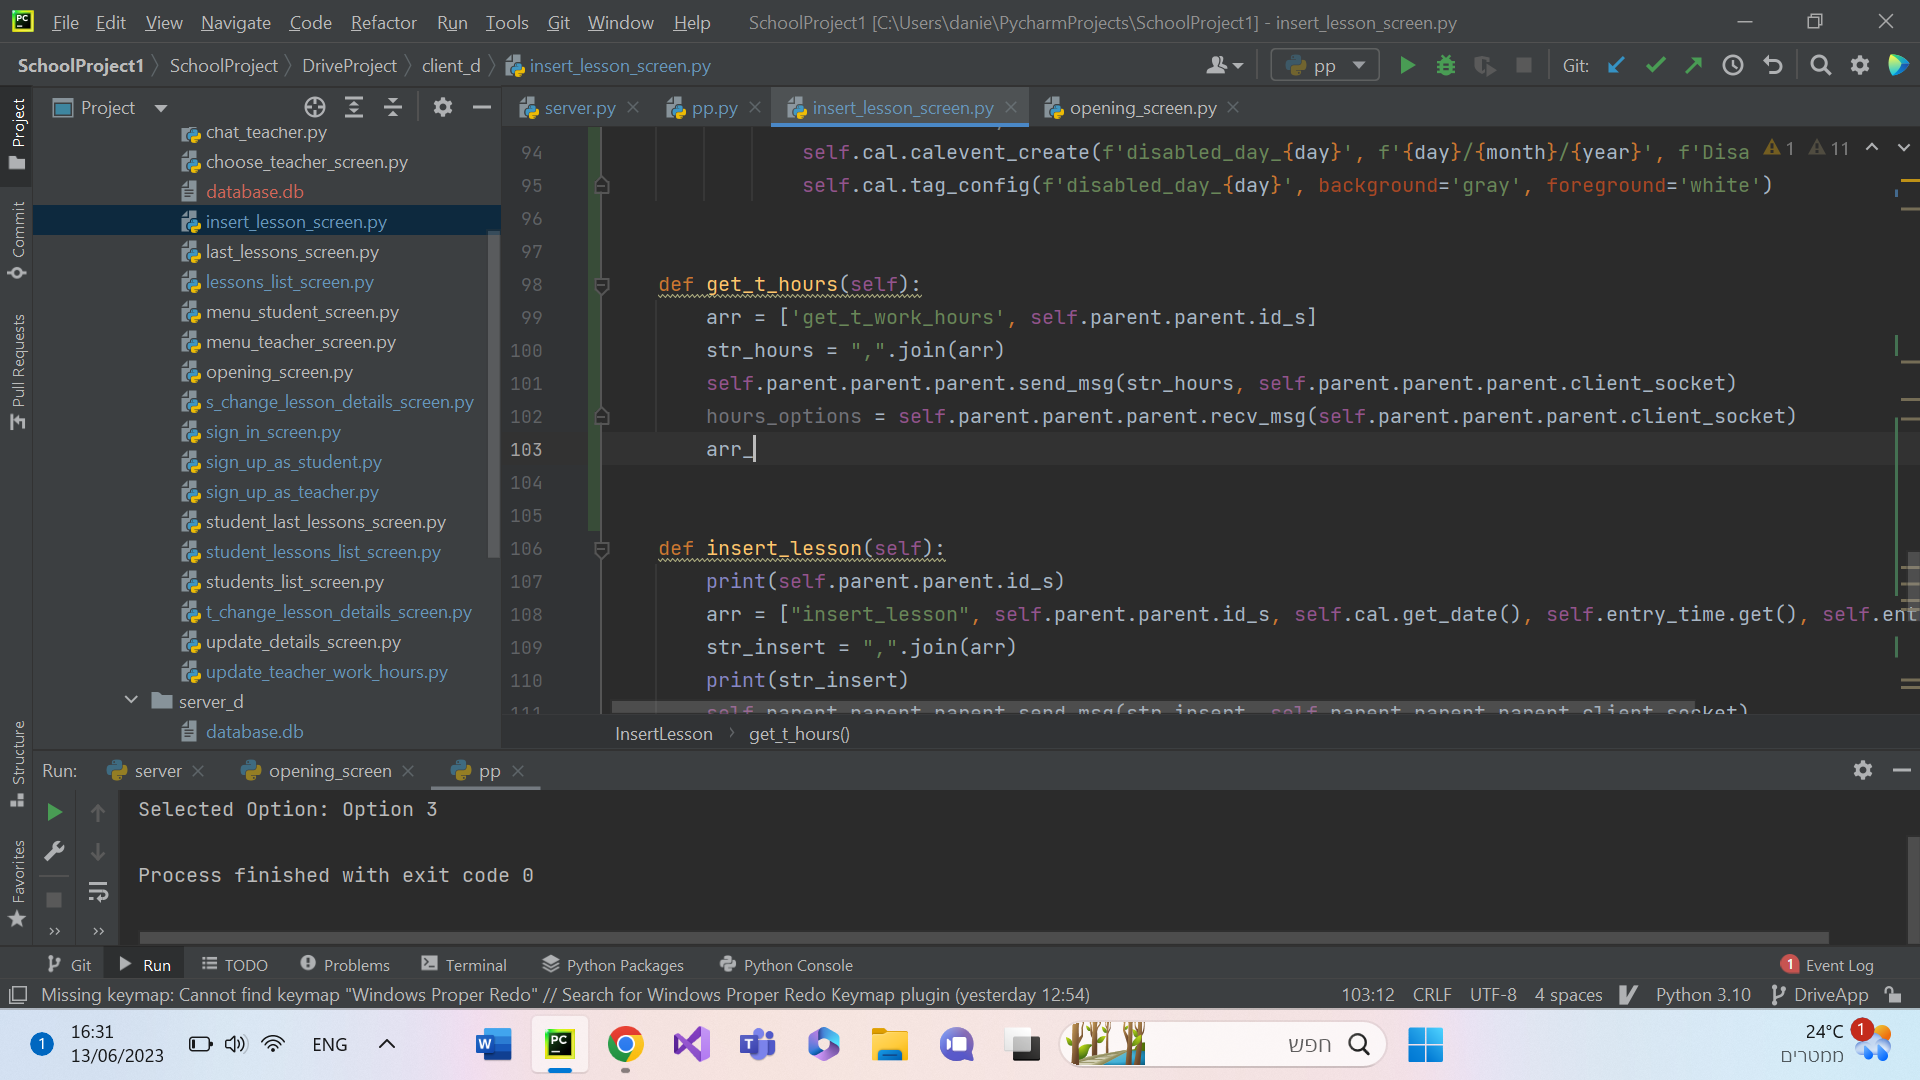 File Edit View Navigate Code Refactor Run Tools Git Window Help SchoolProject1 [C:\Users\danie\PycharmProjects\SchoolProject1] - insert_lesson_screen.py
SchoolProject1 SchoolProject DriveProject client_d insert_lesson_screen.py pp Git:
Project
server.py pp.py insert_lesson_screen.py opening_screen.py
Project
Commit
Pull Requests
Structure
Favorites
chat_teacher.py
choose_teacher_screen.py
database.db
insert_lesson_screen.py
last_lessons_screen.py
lessons_list_screen.py
menu_student_screen.py
menu_teacher_screen.py
opening_screen.py
s_change_lesson_details_screen.py
sign_in_screen.py
sign_up_as_student.py
sign_up_as_teacher.py
student_last_lessons_screen.py
student_lessons_list_screen.py
students_list_screen.py
t_change_lesson_details_screen.py
update_details_screen.py
update_teacher_work_hours.py
server_d
database.db
94 self.cal.calevent_create(f'disabled_day_{day}', f'{day}/{month}/{year}', f'Disa 1 11
95 self.cal.tag_config(f'disabled_day_{day}', background='gray', foreground='white')
96
97
98 def get_t_hours(self):
99 arr = ['get_t_work_hours', self.parent.parent.id_s]
100 str_hours = ",".join(arr)
101 self.parent.parent.parent.send_msg(str_hours, self.parent.parent.parent.client_socket)
102 hours_options = self.parent.parent.parent.recv_msg(self.parent.parent.parent.client_socket)
103 arr_
104
105
106 def insert_lesson(self):
107 print(self.parent.parent.id_s)
108 arr = ["insert_lesson", self.parent.parent.id_s, self.cal.get_date(), self.entry_time.get(), self.ent
109 str_insert = ",".join(arr)
110 print(str_insert)
111 self.parent.parent.parent.send_msg(str_insert, self.parent.parent.parent.client_socket)
InsertLesson get_t_hours()
Run: server opening_screen pp
Selected Option: Option 3
Process finished with exit code 0
Git Run TODO Problems Terminal Python Packages Python Console 1 Event Log
Missing keymap: Cannot find keymap "Windows Proper Redo" // Search for Windows Proper Redo Keymap plugin (yesterday 12:54) 103:12 CRLF UTF-8 4 spaces Python 3.10 DriveApp
1 16:31 ENG חפש 24°C 1
13/06/2023 ממטרים